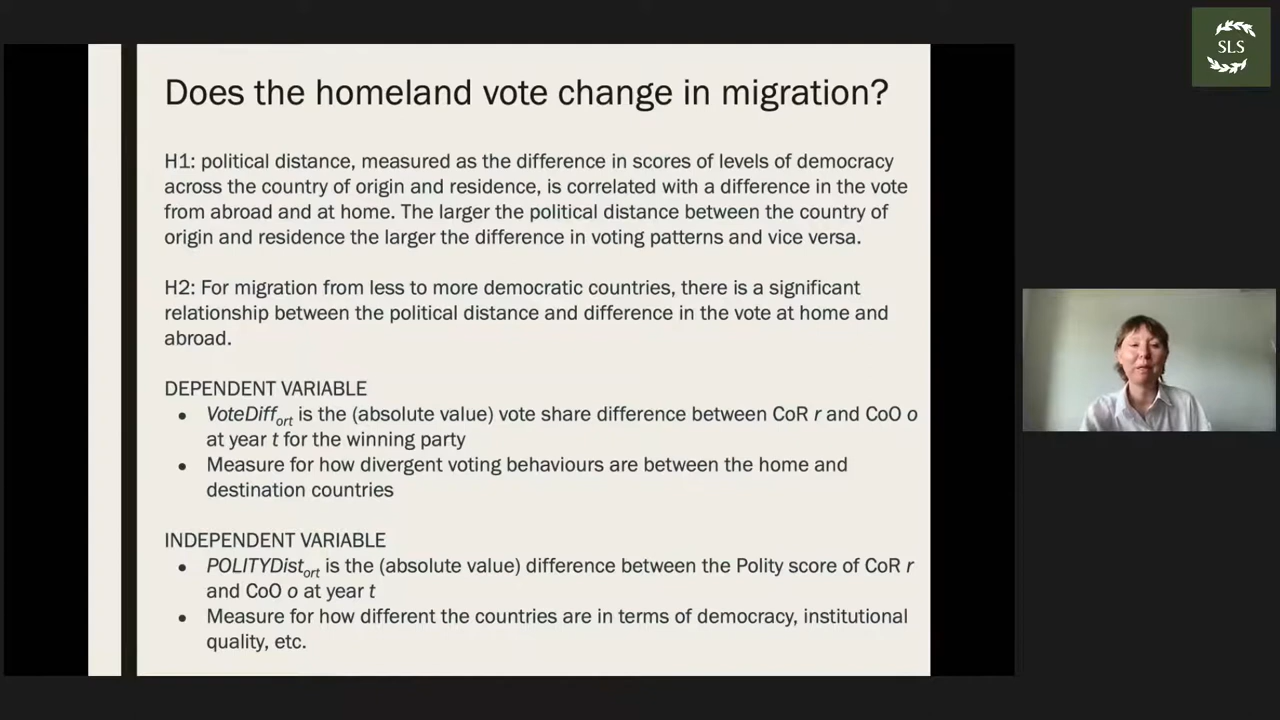 SLS
Does the homeland vote change in migration?
H1: political distance, measured as the difference in scores of levels of democracy
across the country of origin and residence, is correlated with a difference in the vote
from abroad and at home. The larger the political distance between the country of
origin and residence the larger the difference in voting patterns and vice versa.
H2: For migration from less to more democratic countries, there is a significant
relationship between the political distance and difference in the vote at home and
abroad.
DEPENDENT VARIABLE
• VoteDiff_ort is the (absolute value) vote share difference between CoR r and CoO o
at year t for the winning party
• Measure for how divergent voting behaviours are between the home and
destination countries
INDEPENDENT VARIABLE
• POLITYDist_ort is the (absolute value) difference between the Polity score of CoR r
and CoO o at year t
• Measure for how different the countries are in terms of democracy, institutional
quality, etc.